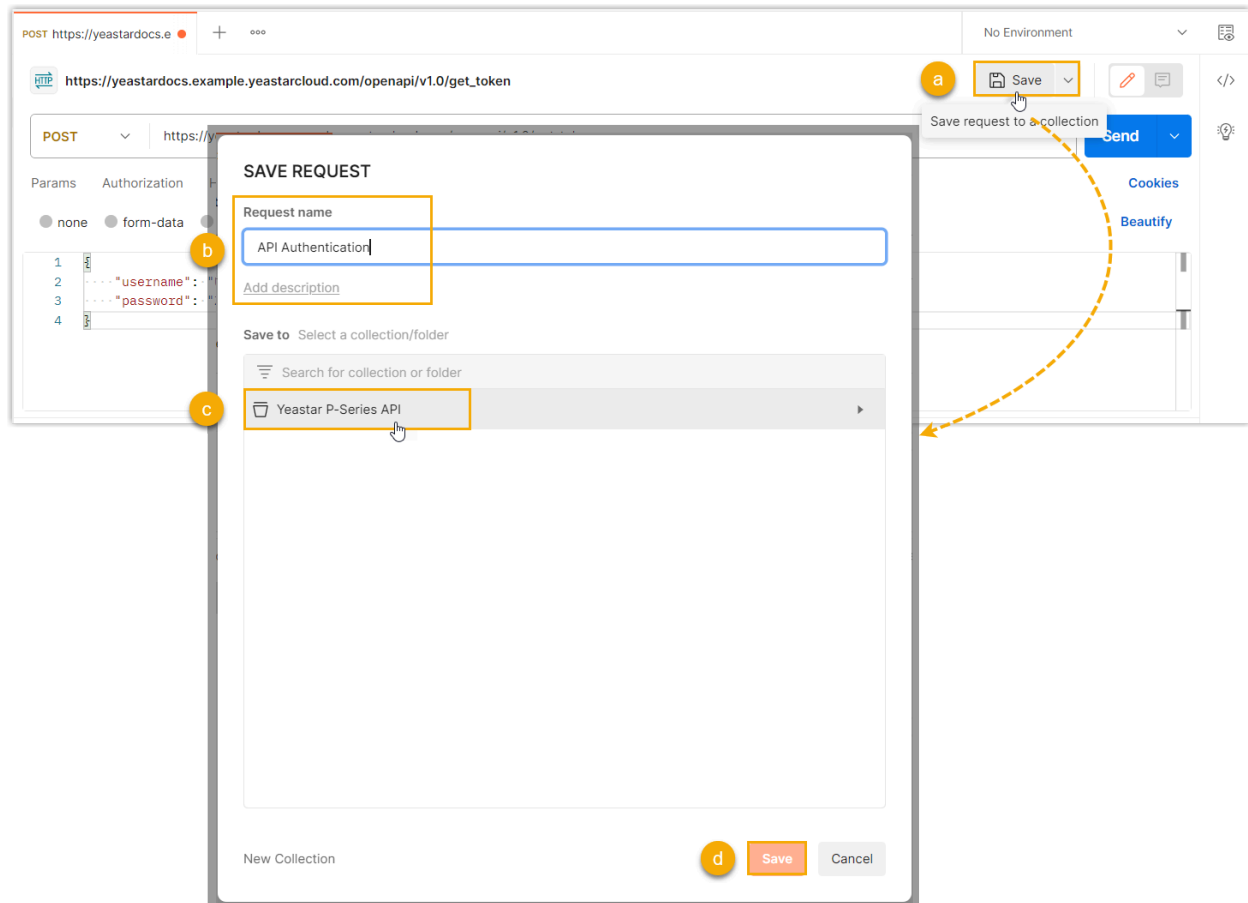 POST https://yeastardocs.e
No Environment
HTTP https://yeastardocs.example.yeastarcloud.com/openapi/v1.0/get_token
a
Save
</>
Save request to a collection
POST
Send
Params Authorization
Cookies
none form-data
Beautify
1 {
2 "username":
3 "password":
4 }
SAVE REQUEST
Request name
b
API Authentication
Add description
Save to Select a collection/folder
Search for collection or folder
c
Yeastar P-Series API
New Collection
d
Save
Cancel